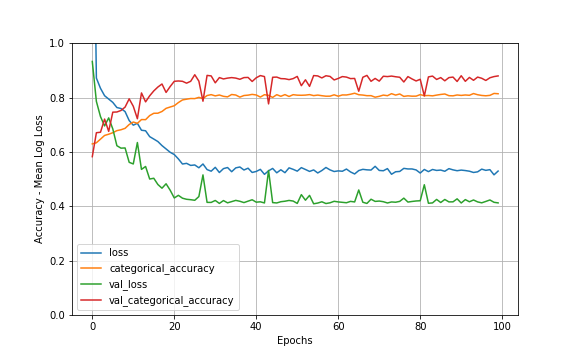 1.0
0.8
0.6
0.4
0.2
0.0
Accuracy - Mean Log Loss
loss
categorical_accuracy
val_loss
val_categorical_accuracy
0 20 40 60 80 100
Epochs